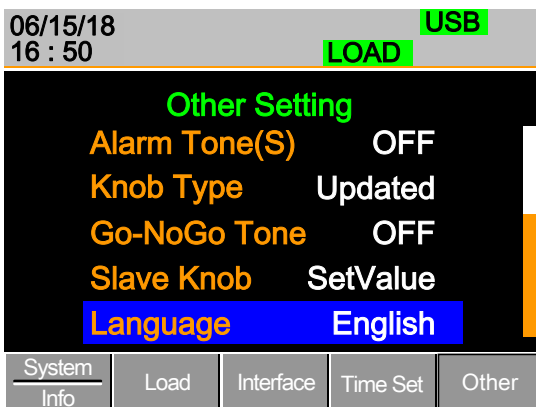 06/15/18 USB
16 : 50 LOAD
Other Setting
Alarm Tone(S) OFF
Knob Type Updated
Go-NoGo Tone OFF
Slave Knob SetValue
Language English
System
Info
Load
Interface
Time Set
Other